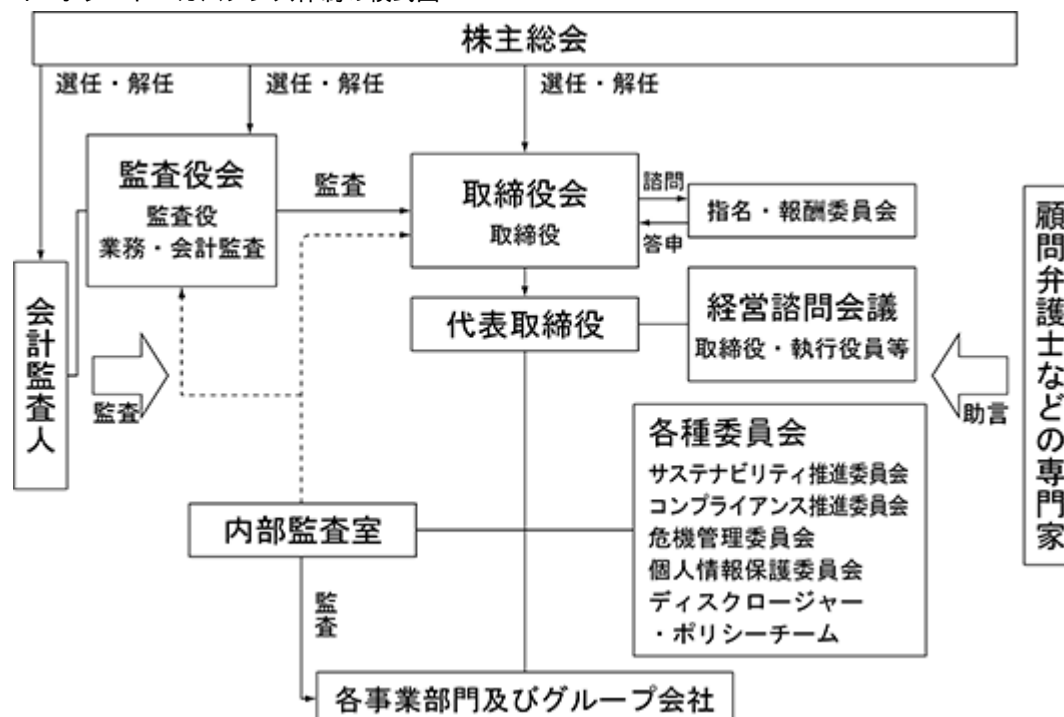 株主総会
選任・解任
選任・解任
選任・解任
監査役会
監査役
業務・会計監査
監査
取締役会
取締役
諮問
答申
指名・報酬委員会
会計監査人
監査
代表取締役
経営諮問会議
取締役・執行役員等
顧問弁護士などの専門家
助言
各種委員会
サステナビリティ推進委員会
コンプライアンス推進委員会
危機管理委員会
個人情報保護委員会
ディスクロージャー
・ポリシーチーム
内部監査室
監査
各事業部門及びグループ会社